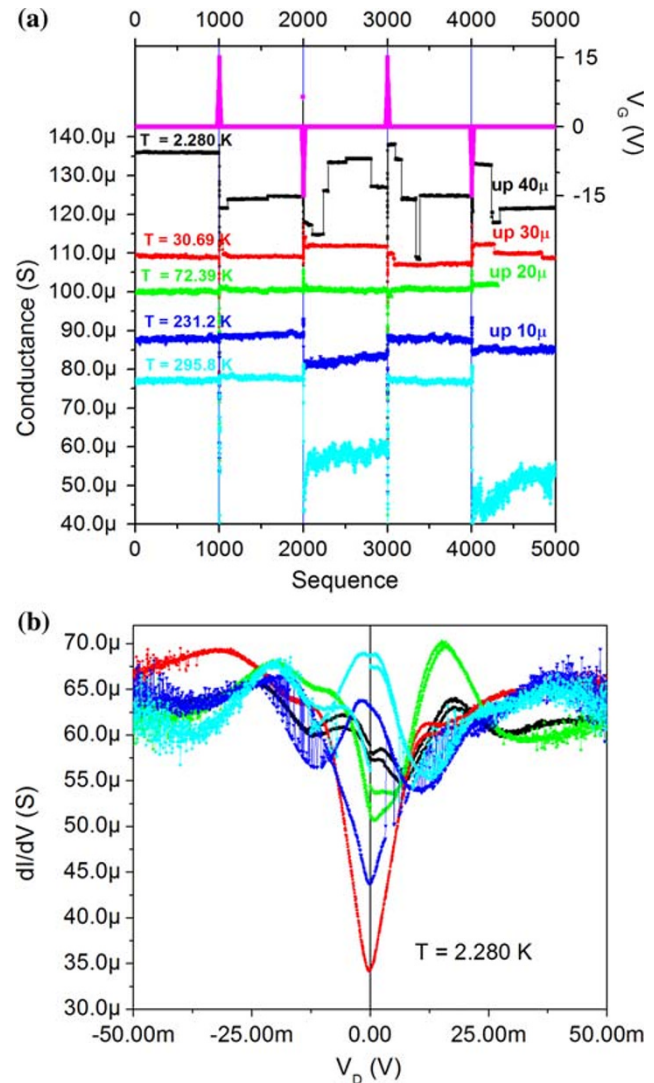 (a)
0 1000 2000 3000 4000 5000
15
0
-15
V_G (V)
140.0μ
130.0μ
120.0μ
110.0μ
100.0μ
90.0μ
80.0μ
70.0μ
60.0μ
50.0μ
40.0μ
Conductance (S)
T = 2.280 K
up 40μ
T = 30.69 K
up 30μ
T = 72.39 K
up 20μ
T = 231.2 K
up 10μ
T = 295.8 K
0 1000 2000 3000 4000 5000
Sequence
(b)
70.0μ
65.0μ
60.0μ
55.0μ
50.0μ
45.0μ
40.0μ
35.0μ
30.0μ
dI/dV (S)
T = 2.280 K
-50.00m -25.00m 0.00 25.00m 50.00m
V_D (V)